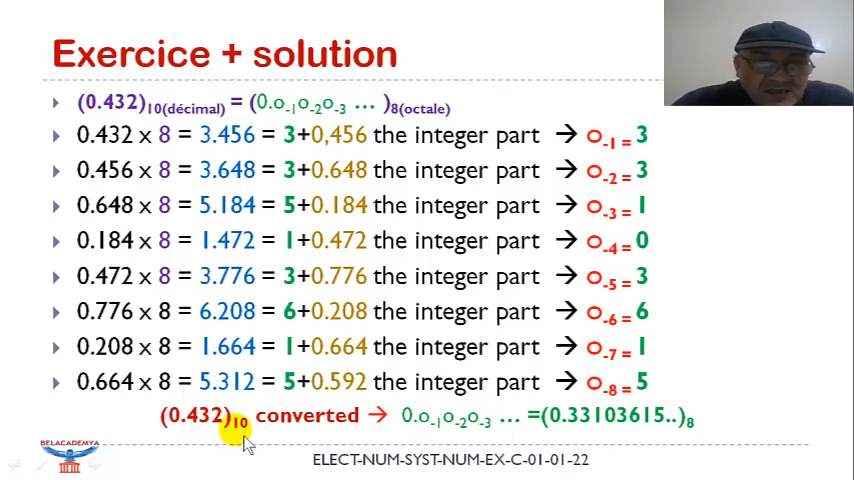 Exercice + solution
(0.432)10(décimal) = (0.o-1o-2o-3 … )8(octale)
0.432 x 8 = 3.456 = 3+0,456 the integer part → o-1 = 3
0.456 x 8 = 3.648 = 3+0.648 the integer part → o-2 = 3
0.648 x 8 = 5.184 = 5+0.184 the integer part → o-3 = 1
0.184 x 8 = 1.472 = 1+0.472 the integer part → o-4 = 0
0.472 x 8 = 3.776 = 3+0.776 the integer part → o-5 = 3
0.776 x 8 = 6.208 = 6+0.208 the integer part → o-6 = 6
0.208 x 8 = 1.664 = 1+0.664 the integer part → o-7 = 1
0.664 x 8 = 5.312 = 5+0.592 the integer part → o-8 = 5
(0.432)10 converted → 0.o-1o-2o-3 … =(0.33103615..)8
BELACADEMYA
ELECT-NUM-SYST-NUM-EX-C-01-01-22